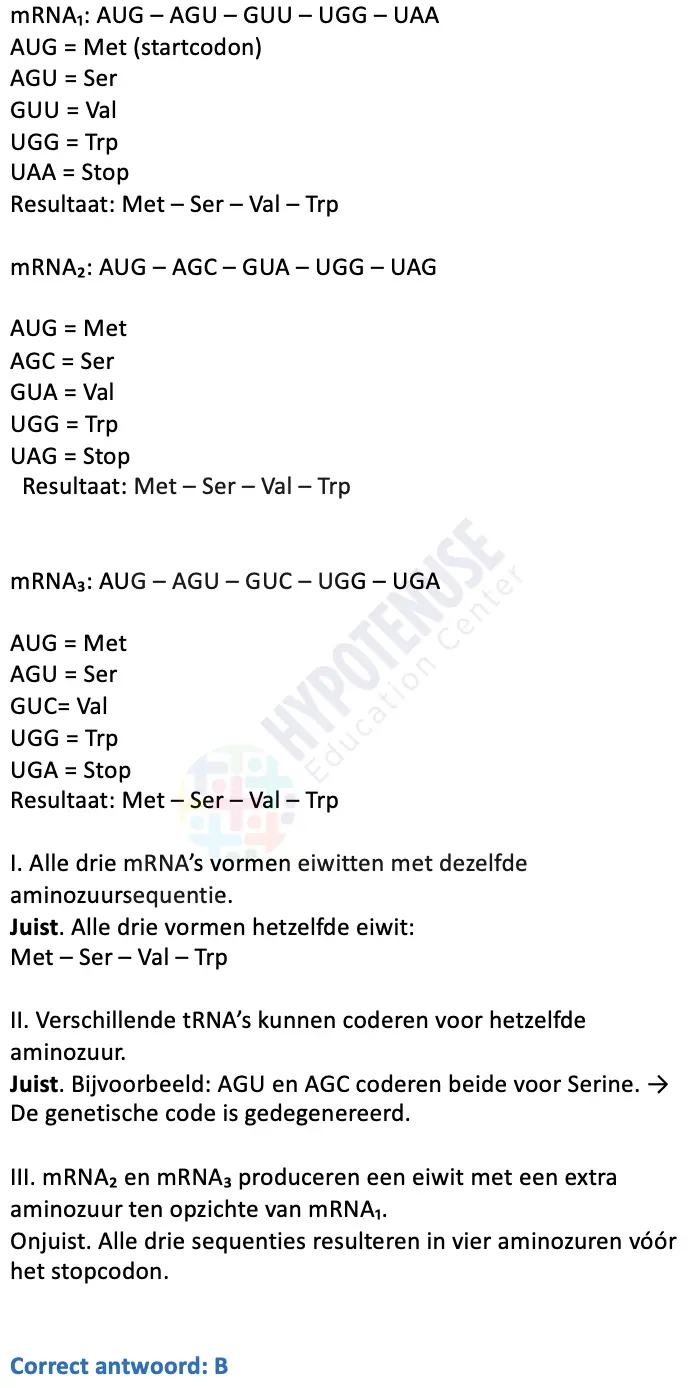 mRNA₁: AUG – AGU – GUU – UGG – UAA
AUG = Met (startcodon)
AGU = Ser
GUU = Val
UGG = Trp
UAA = Stop
Resultaat: Met – Ser – Val – Trp
mRNA₂: AUG – AGC – GUA – UGG – UAG
AUG = Met
AGC = Ser
GUA = Val
UGG = Trp
UAG = Stop
Resultaat: Met – Ser – Val – Trp
mRNA₃: AUG – AGU – GUC – UGG – UGA
AUG = Met
AGU = Ser
GUC= Val
UGG = Trp
UGA = Stop
Resultaat: Met – Ser – Val – Trp
HYPOTENUSE
Education Center
I. Alle drie mRNA’s vormen eiwitten met dezelfde
aminozuursequentie.
Juist. Alle drie vormen hetzelfde eiwit:
Met – Ser – Val – Trp
II. Verschillende tRNA’s kunnen coderen voor hetzelfde
aminozuur.
Juist. Bijvoorbeeld: AGU en AGC coderen beide voor Serine. →
De genetische code is gedegenereerd.
III. mRNA₂ en mRNA₃ produceren een eiwit met een extra
aminozuur ten opzichte van mRNA₁.
Onjuist. Alle drie sequenties resulteren in vier aminozuren vóór
het stopcodon.
Correct antwoord: B